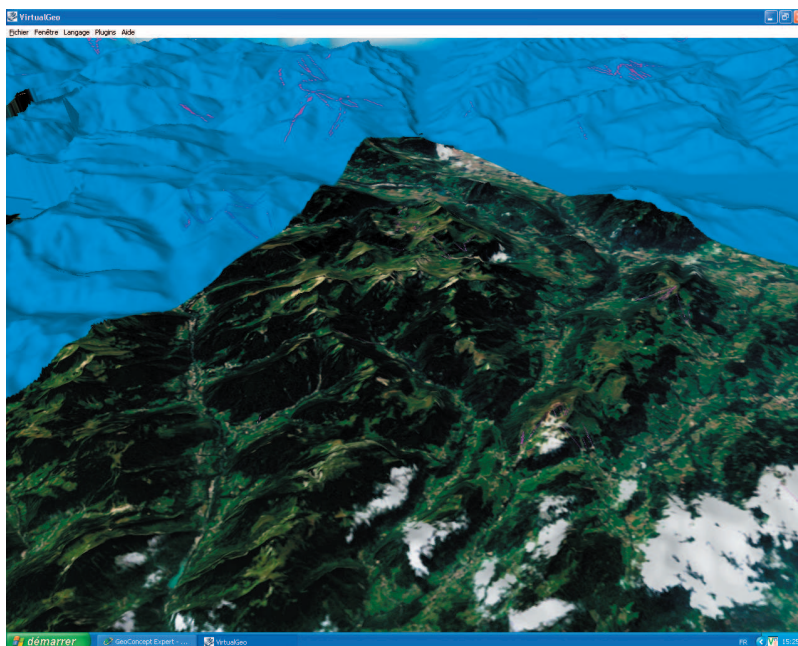 VirtualGeo
Fichier Fenêtre Langage Plugins Aide
démarrer GeoConcept Expert - ... VirtualGeo FR 15:25